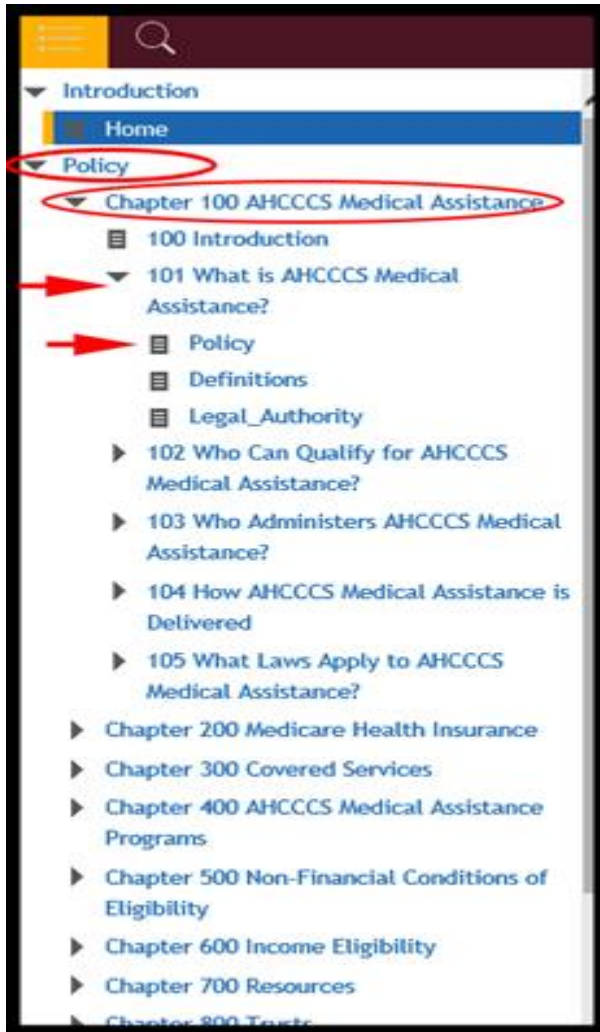 Introduction
Home
Policy
Chapter 100 AHCCCS Medical Assistance
100 Introduction
101 What is AHCCCS Medical
Assistance?
Policy
Definitions
Legal_Authority
102 Who Can Qualify for AHCCCS
Medical Assistance?
103 Who Administers AHCCCS Medical
Assistance?
104 How AHCCCS Medical Assistance is
Delivered
105 What Laws Apply to AHCCCS
Medical Assistance?
Chapter 200 Medicare Health Insurance
Chapter 300 Covered Services
Chapter 400 AHCCCS Medical Assistance
Programs
Chapter 500 Non-Financial Conditions of
Eligibility
Chapter 600 Income Eligibility
Chapter 700 Resources
Chapter 800 Trusts